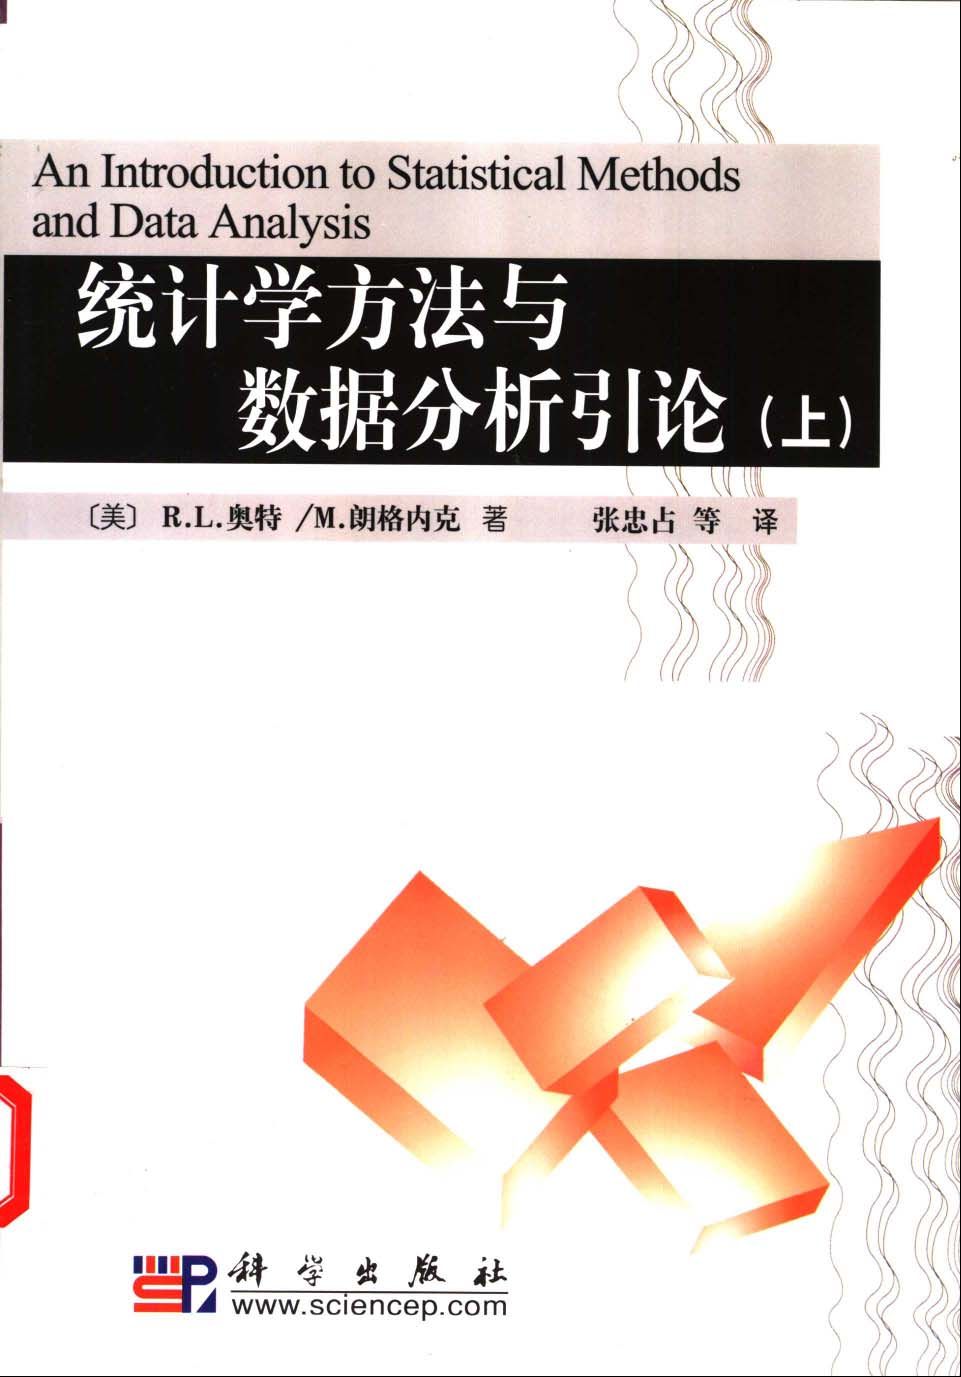 An Introduction to Statistical Methods
and Data Analysis
统计学方法与
数据分析引论（上）
〔美〕 R.L.奥特 /M.朗格内克 著 张忠占 等 译
科学出版社
www.sciencep.com